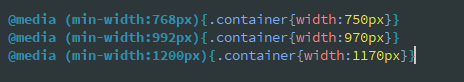 @media (min-width:768px){.container{width:750px}}
@media (min-width:992px){.container{width:970px}}
@media (min-width:1200px){.container{width:1170px}}